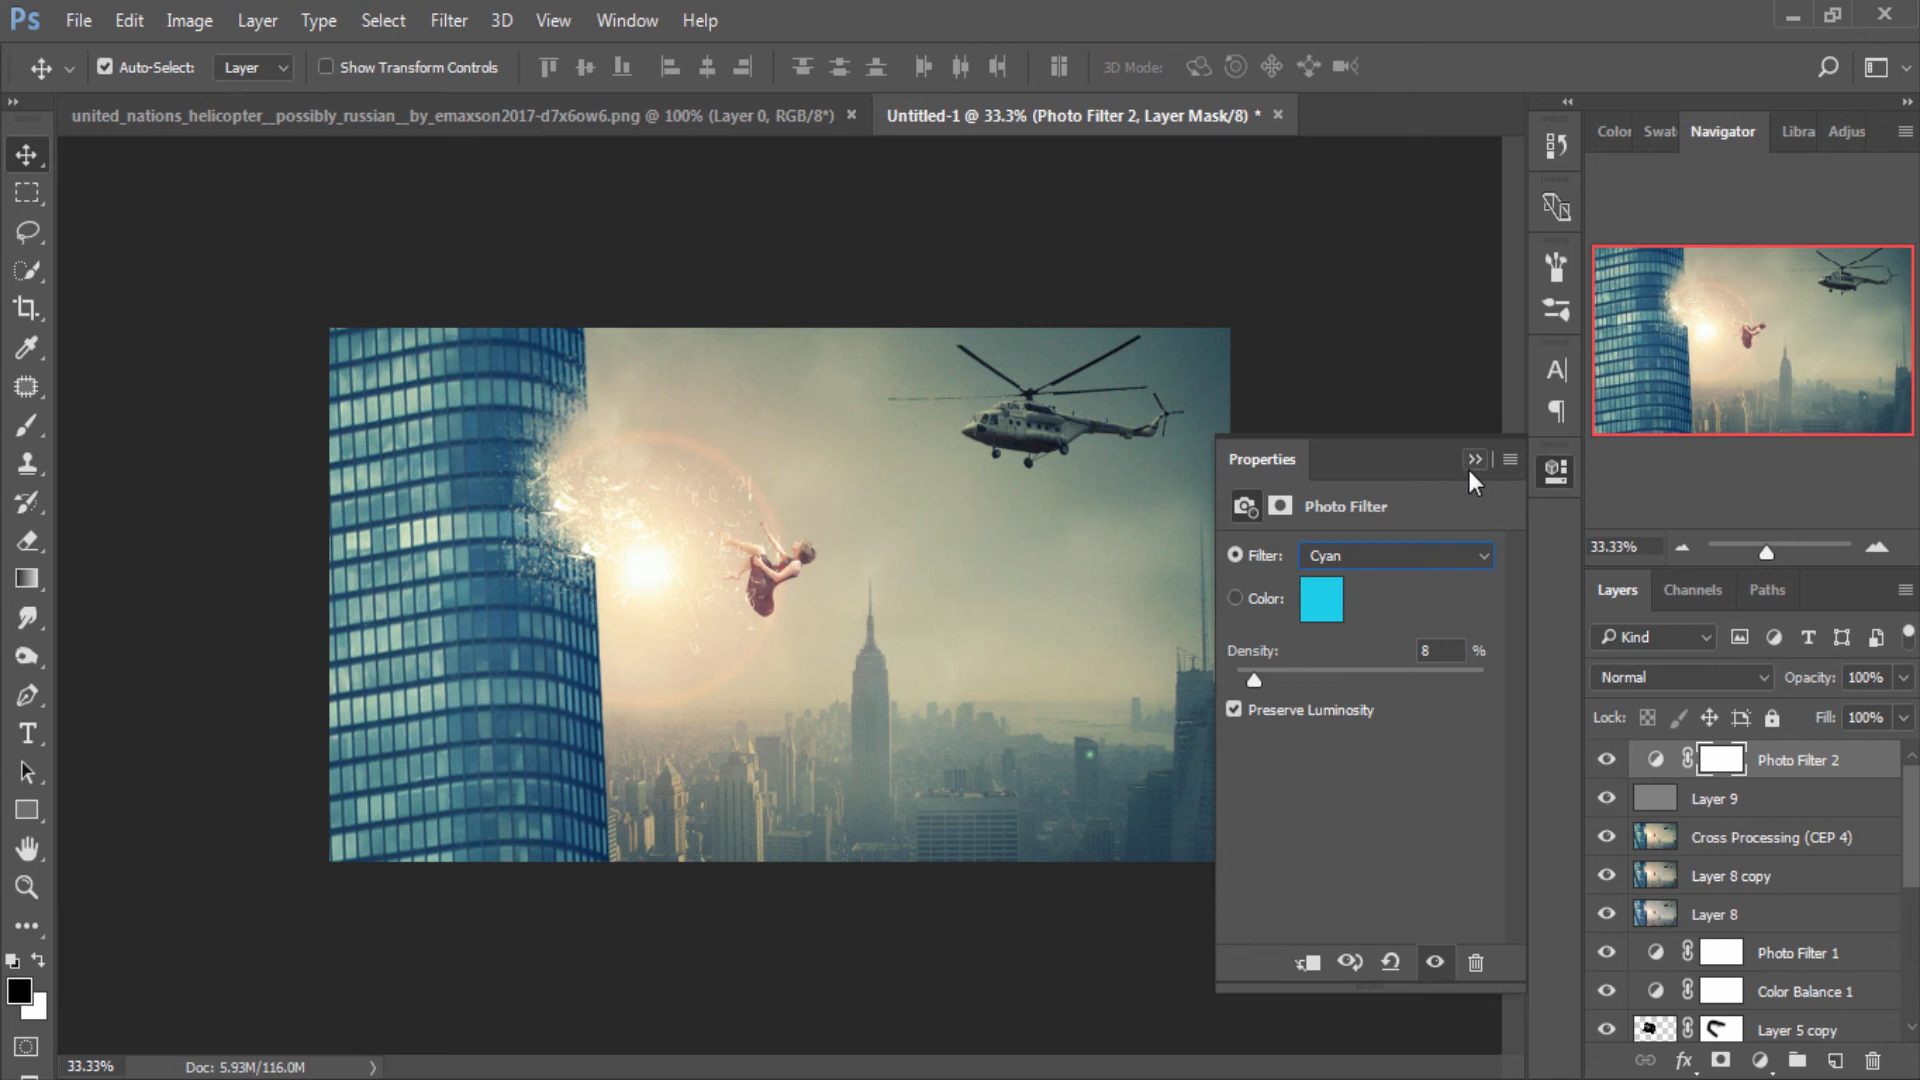 Ps File Edit Image Layer Type Select Filter 3D View Window Help
Auto-Select: Layer Show Transform Controls 3D Mode:
united_nations_helicopter__possibly_russian__by_emaxson2017-d7x6ow6.png @ 100% (Layer 0, RGB/8*) × Untitled-1 @ 33.3% (Photo Filter 2, Layer Mask/8) * ×
Color Swat Navigator Libra Adjus
UN
Properties
Photo Filter
Filter: Cyan
Color:
Density: 8 %
Preserve Luminosity
33.33%
Layers Channels Paths
Kind
Normal Opacity: 100%
Lock: Fill: 100%
Photo Filter 2
Layer 9
Cross Processing (CEP 4)
Layer 8 copy
Layer 8
Photo Filter 1
Color Balance 1
Layer 5 copy
fx
33.33% Doc: 5.93M/116.0M